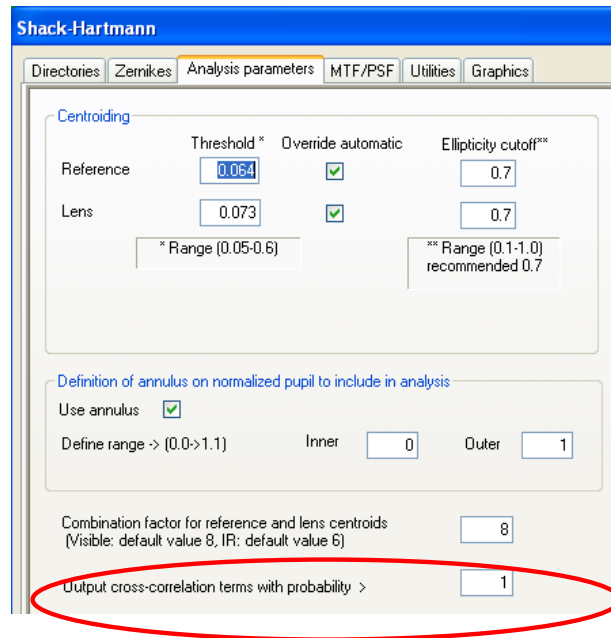 Shack-Hartmann
Directories Zernikes Analysis parameters MTF/PSF Utilities Graphics
Centroiding
Threshold * Override automatic Ellipticity cutoff**
Reference 0.064 0.7
Lens 0.073 0.7
* Range (0.05-0.6) ** Range (0.1-1.0)
recommended 0.7
Definition of annulus on normalized pupil to include in analysis
Use annulus
Define range -> (0.0->1.1) Inner 0 Outer 1
Combination factor for reference and lens centroids 8
(Visible: default value 8, IR: default value 6)
Output cross-correlation terms with probability > 1